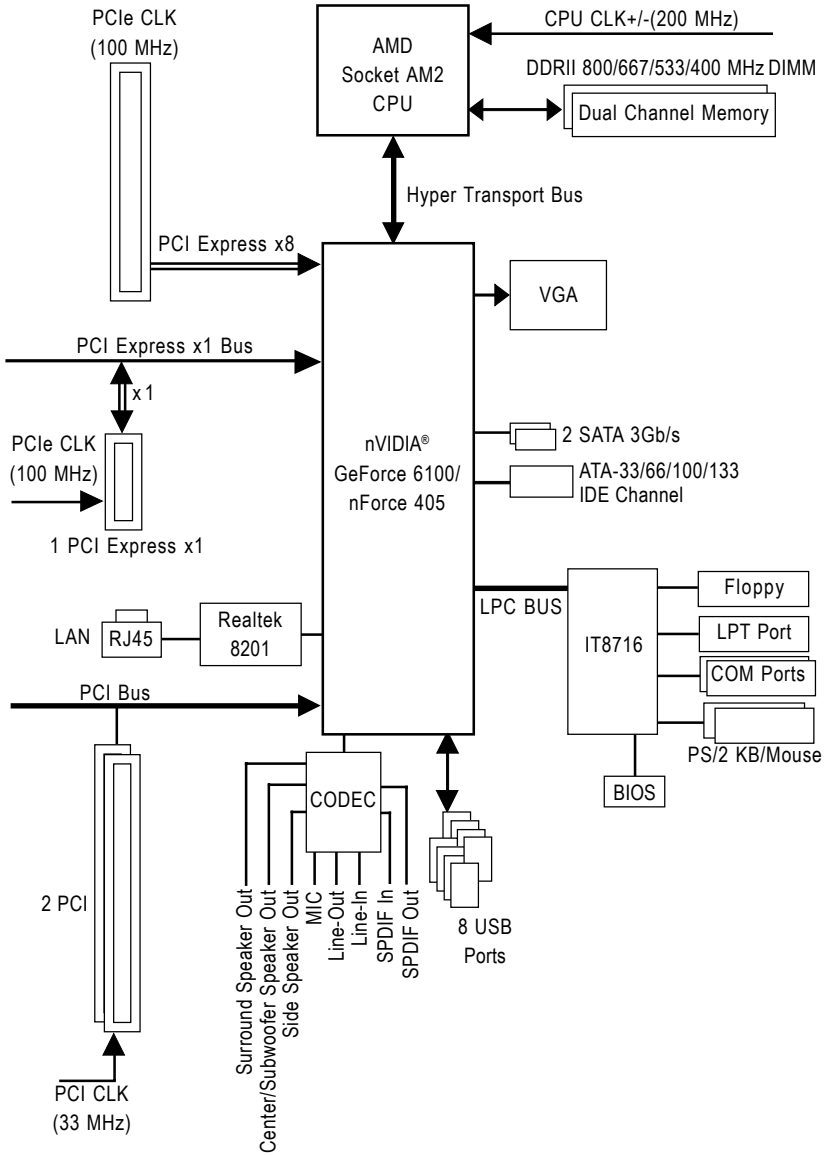 PCIe CLK
(100 MHz)
AMD
Socket AM2
CPU
CPU CLK+/-(200 MHz)
DDRII 800/667/533/400 MHz DIMM
Dual Channel Memory
Hyper Transport Bus
PCI Express x8
VGA
PCI Express x1 Bus
x1
PCIe CLK
(100 MHz)
1 PCI Express x1
nVIDIA®
GeForce 6100/
nForce 405
2 SATA 3Gb/s
ATA-33/66/100/133
IDE Channel
LPC BUS
IT8716
Floppy
LPT Port
COM Ports
PS/2 KB/Mouse
BIOS
LAN
RJ45
Realtek
8201
PCI Bus
2 PCI
PCI CLK
(33 MHz)
CODEC
Surround Speaker Out
Center/Subwoofer Speaker Out
Side Speaker Out
MIC
Line-Out
Line-In
SPDIF In
SPDIF Out
8 USB
Ports